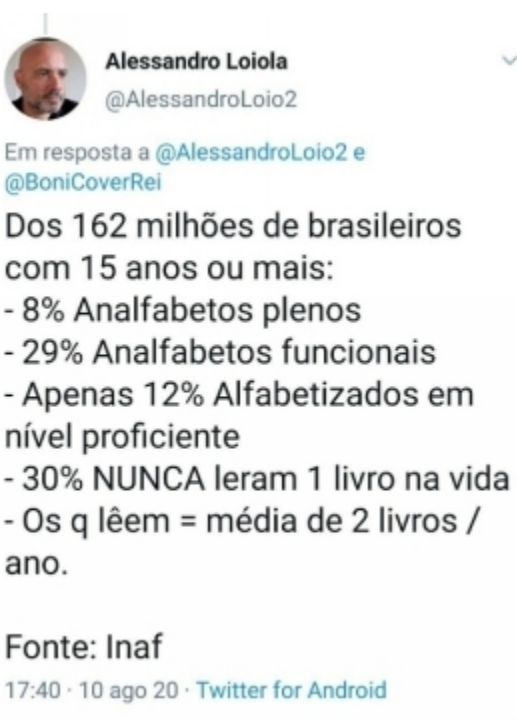 Alessandro Loiola
@AlessandroLoio2
Em resposta a @AlessandroLoio2 e
@BoniCoverRei
Dos 162 milhões de brasileiros
com 15 anos ou mais:
- 8% Analfabetos plenos
- 29% Analfabetos funcionais
- Apenas 12% Alfabetizados em
nível proficiente
- 30% NUNCA leram 1 livro na vida
- Os q lêem = média de 2 livros /
ano.
Fonte: Inaf
17:40 · 10 ago 20 · Twitter for Android